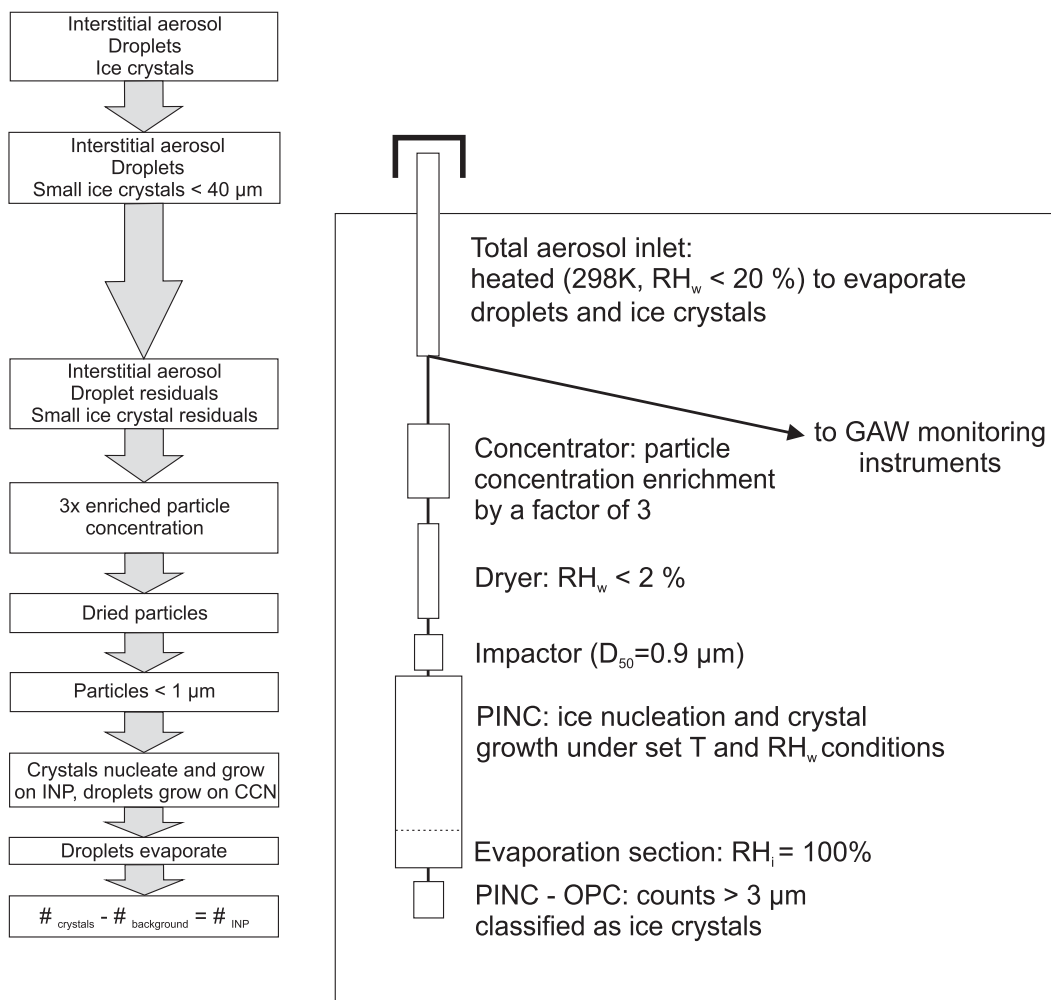 Interstitial aerosol
Droplets
Ice crystals
Interstitial aerosol
Droplets
Small ice crystals < 40 µm
Interstitial aerosol
Droplet residuals
Small ice crystal residuals
3x enriched particle
concentration
Dried particles
Particles < 1 µm
Crystals nucleate and grow
on INP, droplets grow on CCN
Droplets evaporate
# crystals - # background = # INP
Total aerosol inlet:
heated (298K, RHw < 20 %) to evaporate
droplets and ice crystals
to GAW monitoring
instruments
Concentrator: particle
concentration enrichment
by a factor of 3
Dryer: RHw < 2 %
Impactor (D50=0.9 µm)
PINC: ice nucleation and crystal
growth under set T and RHw conditions
Evaporation section: RHi = 100%
PINC - OPC: counts > 3 µm
classified as ice crystals